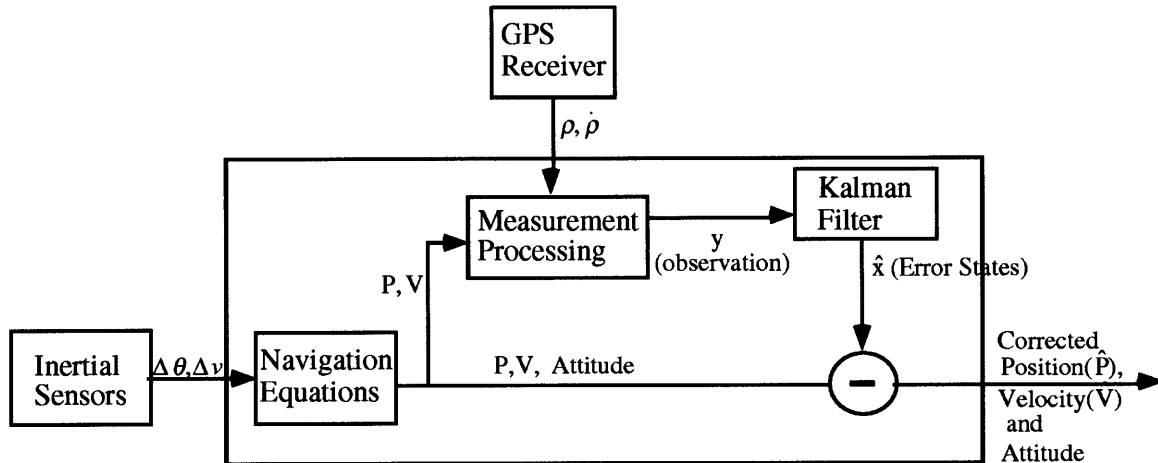 GPS
Receiver
ρ, ρ̇
Kalman
Filter
Measurement
Processing
y
(observation)
x̂ (Error States)
P, V
Inertial
Sensors
Δθ,Δν
Navigation
Equations
P,V, Attitude
−
Corrected
Position(P̂),
Velocity(V̂)
and
Attitude